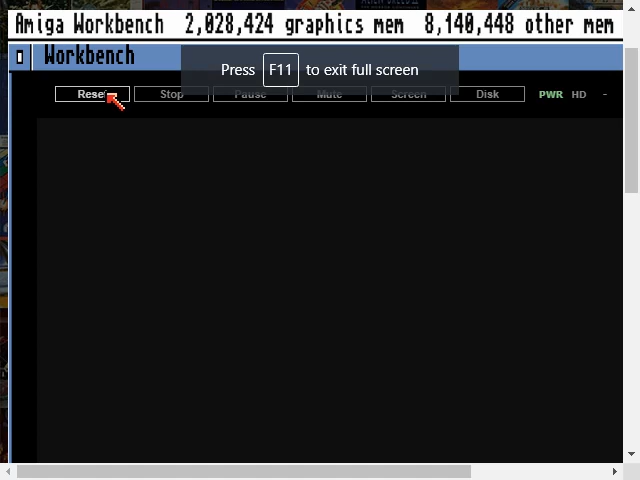 Amiga Workbench 2,028,424 graphics mem 8,140,448 other mem
Workbench
Press F11 to exit full screen
Reset Stop Pause Mute Screen Disk PWR HD -